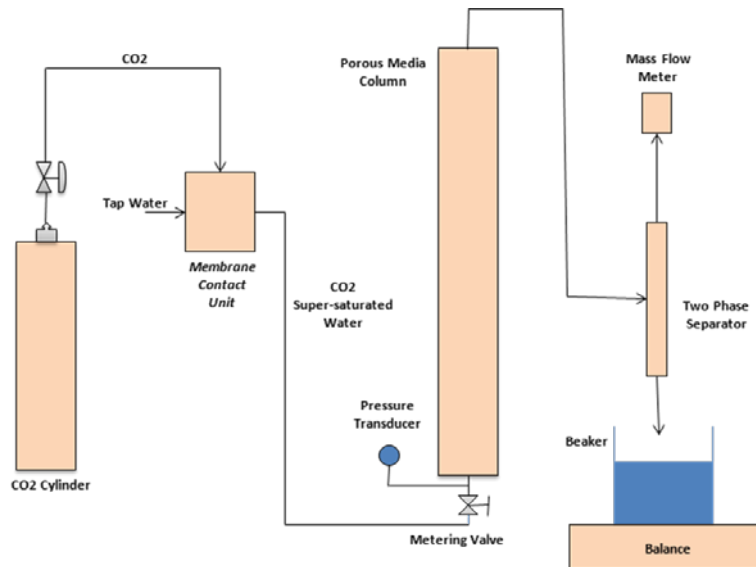 CO2
Porous Media
Column
Mass Flow
Meter
Tap Water
Membrane
Contact
Unit
CO2
Super-saturated
Water
Two Phase
Separator
Pressure
Transducer
Beaker
CO2 Cylinder
Metering Valve
Balance